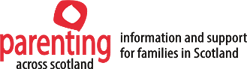 parenting
across scotland
information and support
for families in Scotland